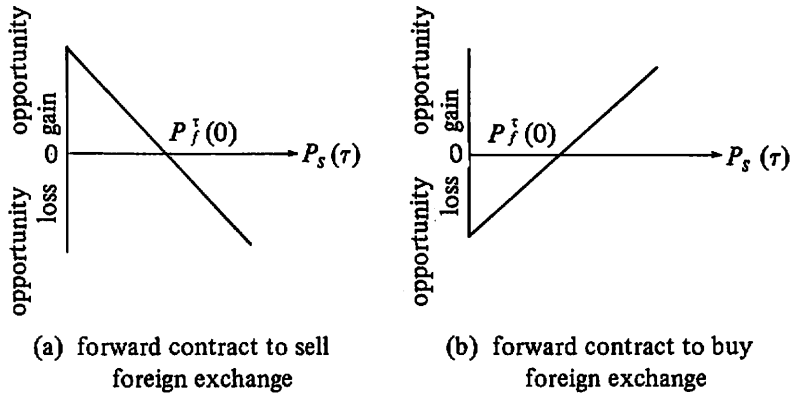 opportunity
gain
0
opportunity
loss
P_f^τ(0)
P_s(τ)
(a) forward contract to sell
foreign exchange
opportunity
gain
0
opportunity
loss
P_f^τ(0)
P_s(τ)
(b) forward contract to buy
foreign exchange